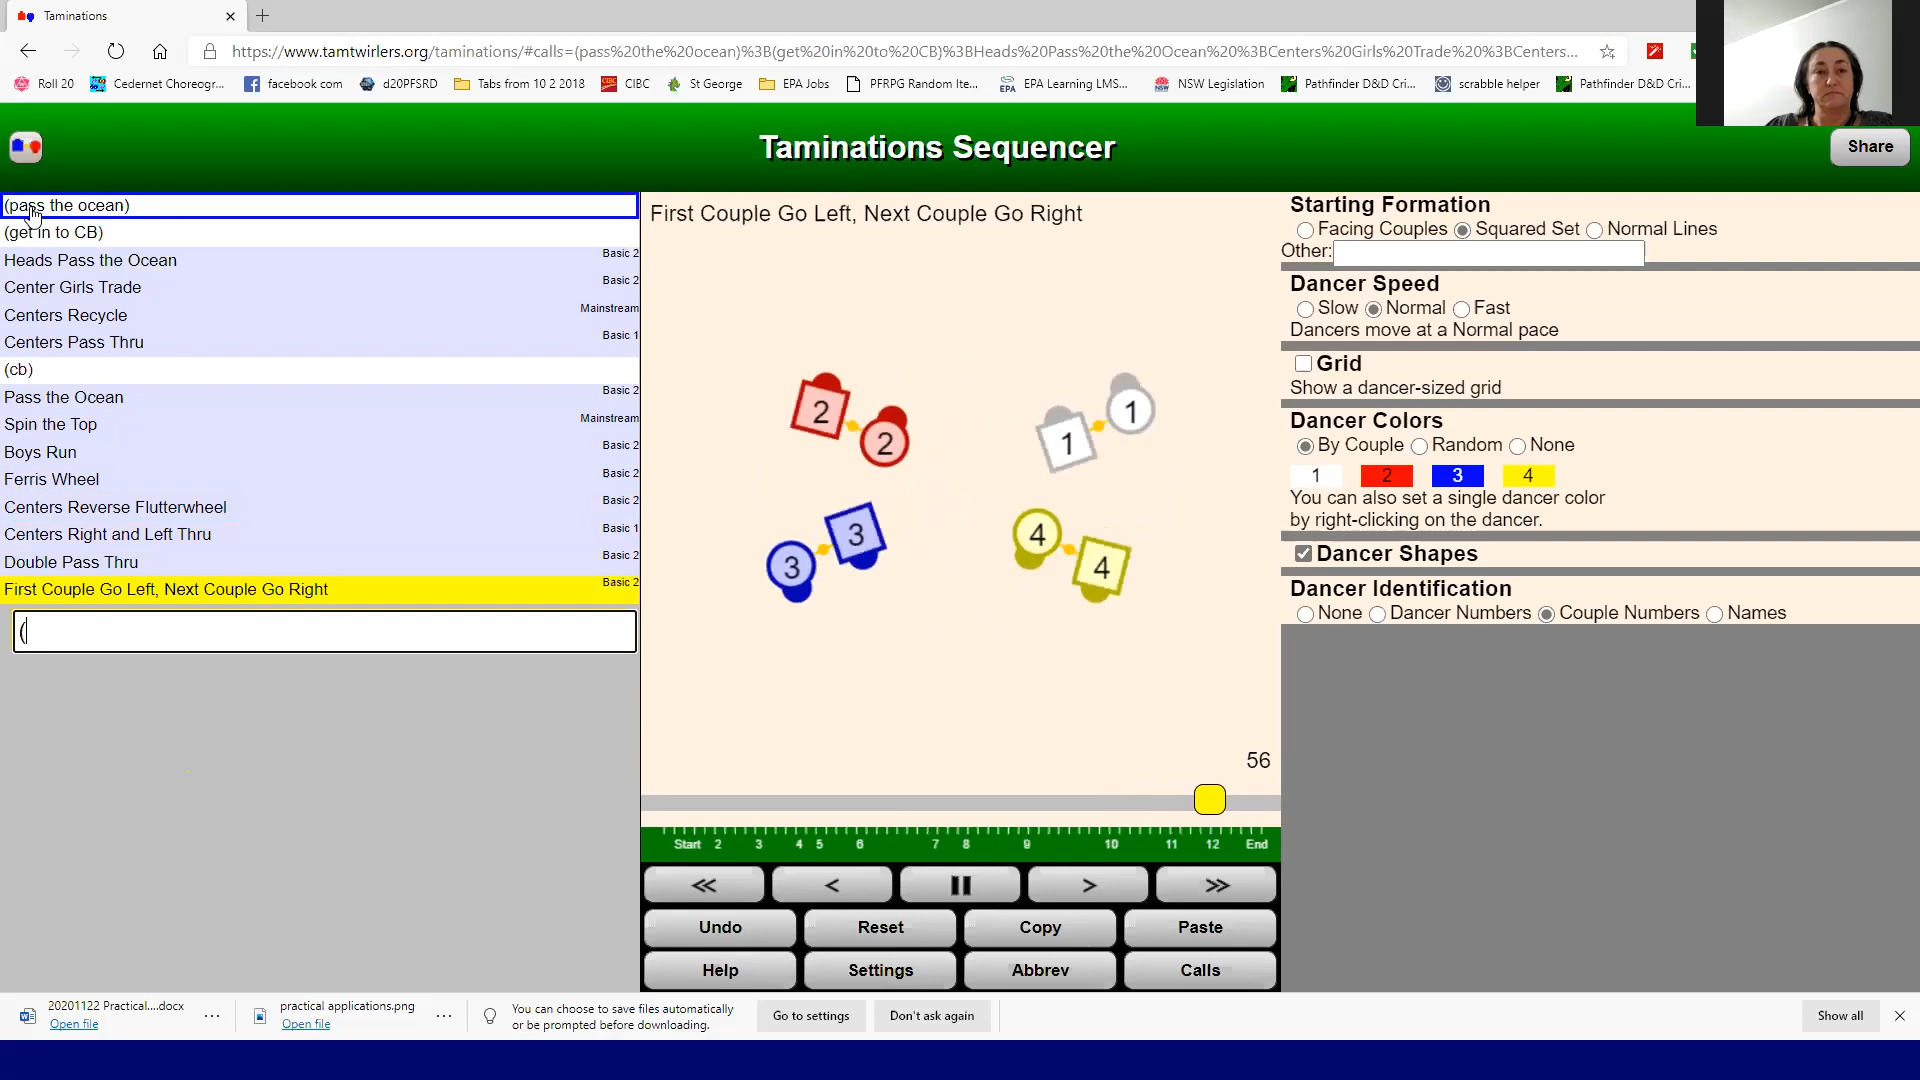 Taminations
https://www.tamtwirlers.org/taminations/#calls=(pass%20the%20ocean)%3B(get%20in%20to%20CB)%3BHeads%20Pass%20the%20Ocean%20%3BCenters%20Girls%20Trade%20%3BCenters...
Roll 20
Cedernet Choreogr...
facebook.com
d20PFSRD
Tabs from 10 2 2018
CIBC
St George
EPA Jobs
PFRPG Random Ite...
EPA Learning LMS...
NSW Legislation
Pathfinder D&D Cri...
scrabble helper
Pathfinder D&D Cri...
Taminations Sequencer
Share
(pass the ocean)
(get in to CB)
Heads Pass the Ocean Basic 2
Center Girls Trade Basic 2
Centers Recycle Mainstream
Centers Pass Thru Basic 1
(cb)
Pass the Ocean Basic 2
Spin the Top Mainstream
Boys Run Basic 2
Ferris Wheel Basic 2
Centers Reverse Flutterwheel Basic 2
Centers Right and Left Thru Basic 1
Double Pass Thru Basic 2
First Couple Go Left, Next Couple Go Right Basic 2
(
First Couple Go Left, Next Couple Go Right
2 2 1 1
3 3 4 4
56
Start 2 3 4 5 6 7 8 9 10 11 12 End
<< < > >>
Undo Reset Copy Paste
Help Settings Abbrev Calls
Starting Formation
Facing Couples Squared Set Normal Lines
Other:
Dancer Speed
Slow Normal Fast
Dancers move at a Normal pace
Grid
Show a dancer-sized grid
Dancer Colors
By Couple Random None
1 2 3 4
You can also set a single dancer color
by right-clicking on the dancer.
Dancer Shapes
Dancer Identification
None Dancer Numbers Couple Numbers Names
20201122 Practical....docx
Open file
practical applications.png
Open file
You can choose to save files automatically
or be prompted before downloading.
Go to settings
Don't ask again
Show all